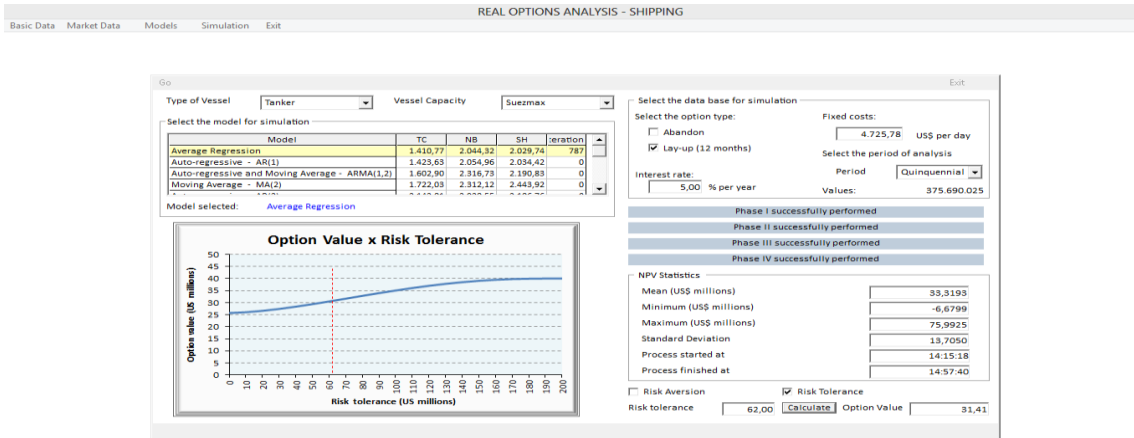 REAL OPTIONS ANALYSIS - SHIPPING
Basic Data Market Data Models Simulation Exit
Go Exit
Type of Vessel Tanker Vessel Capacity Suezmax
Select the model for simulation
Model TC NB SH teration
Average Regression 1.410,77 2.044,32 2.029,74 787
Auto-regressive - AR(1) 1.423,63 2.054,96 2.034,42 0
Auto-regressive and Moving Average - ARMA(1,2) 1.602,90 2.316,73 2.190,83 0
Moving Average - MA(2) 1.722,03 2.312,12 2.443,92 0
Model selected: Average Regression
Option Value x Risk Tolerance
Option value (US millions)
50
45
40
35
30
25
20
15
10
5
0
0 10 20 30 40 50 60 70 80 90 100 110 120 130 140 150 160 170 180 190 200
Risk tolerance (US millions)
Select the data base for simulation
Select the option type: Fixed costs:
Abandon 4.725,78 US$ per day
Lay-up (12 months)
Select the period of analysis
Interest rate: Period Quinquennial
5,00 % per year Values: 375.690.025
Phase I successfully performed
Phase II successfully performed
Phase III successfully performed
Phase IV successfully performed
NPV Statistics
Mean (US$ millions) 33,3193
Minimum (US$ millions) -6,6799
Maximum (US$ millions) 75,9925
Standard Deviation 13,7050
Process started at 14:15:18
Process finished at 14:57:40
Risk Aversion Risk Tolerance
Risk tolerance 62,00 Calculate Option Value 31,41